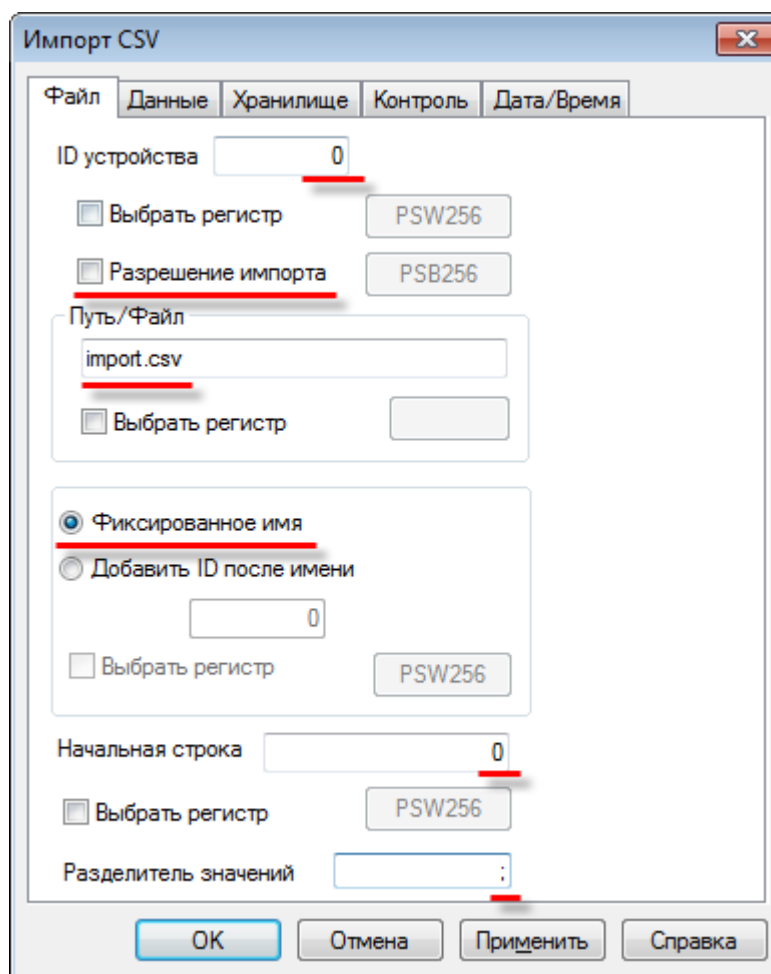 Импорт CSV
Файл Данные Хранилище Контроль Дата/Время
ID устройства 0
Выбрать регистр PSW256
Разрешение импорта PSB256
Путь/Файл
import.csv
Выбрать регистр
Фиксированное имя
Добавить ID после имени
0
Выбрать регистр PSW256
Начальная строка 0
Выбрать регистр PSW256
Разделитель значений ;
OK Отмена Применить Справка